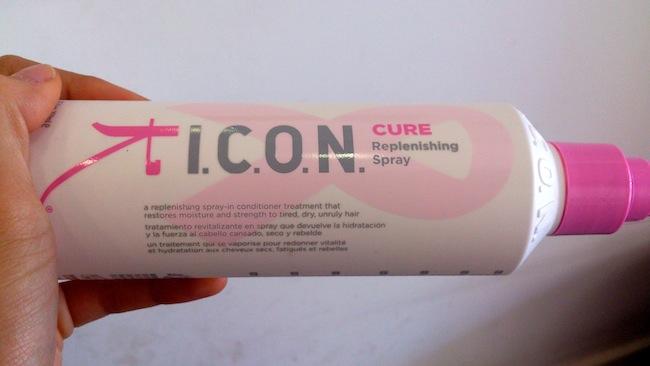 I.C.O.N.
CURE
Replenishing
Spray
a replenishing spray-in conditioner treatment that
restores moisture and strength to tired, dry, unruly hair
tratamiento revitalizante en spray que devuelve la hidratación
y la fuerza al cabello cansado, seco y rebelde
un traitement qui se vaporise pour redonner vitalité
et hydratation aux cheveux secs, fatigués et rebelles
®